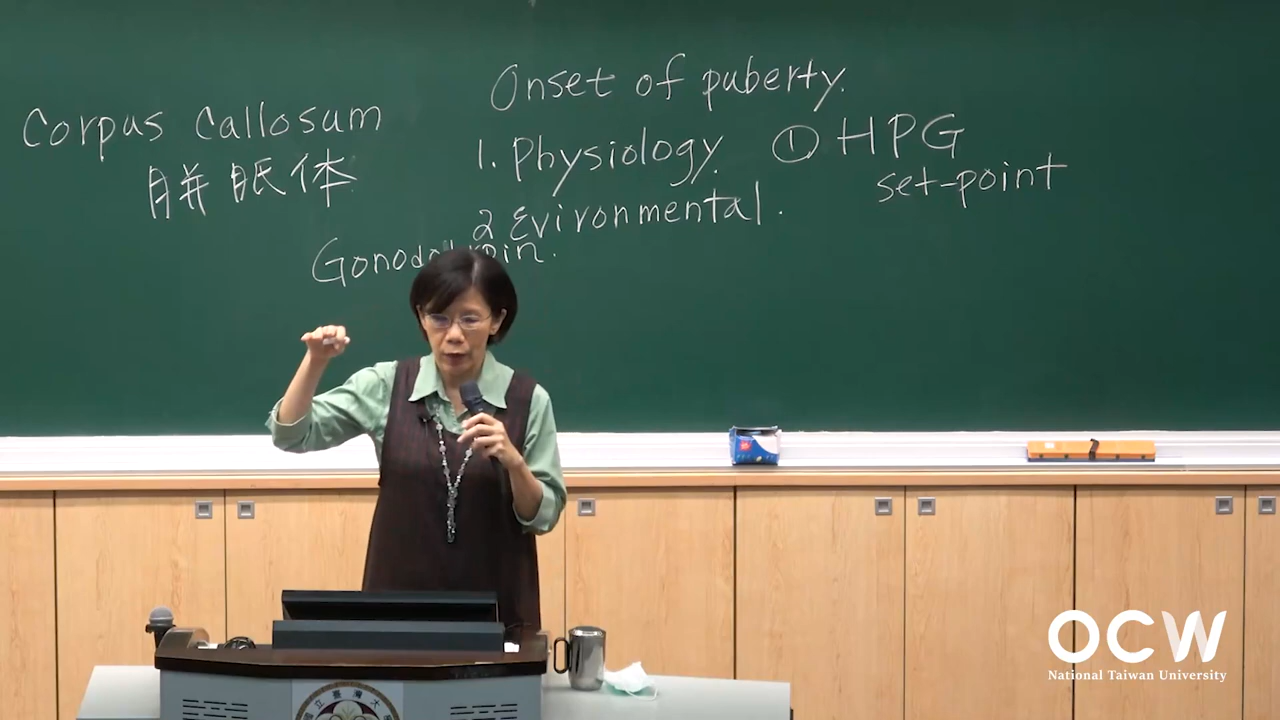 Corpus Callosum
胼胝体
Onset of puberty.
1. Physiology. ① HPG
set-point
2 Evironmental.
OCW
National Taiwan University